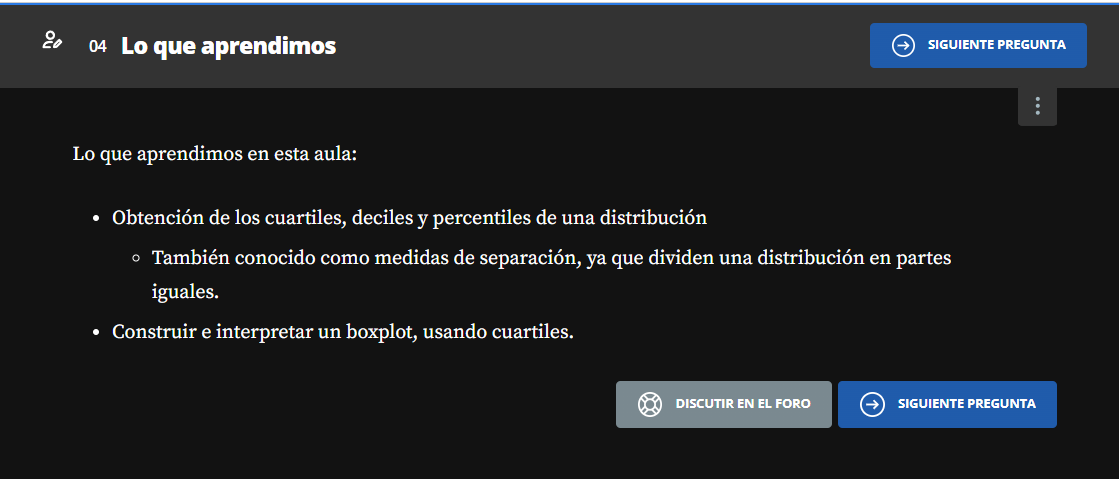 04 Lo que aprendimos
SIGUIENTE PREGUNTA
Lo que aprendimos en esta aula:
• Obtención de los cuartiles, deciles y percentiles de una distribución
◦ También conocido como medidas de separación, ya que dividen una distribución en partes
iguales.
• Construir e interpretar un boxplot, usando cuartiles.
DISCUTIR EN EL FORO
SIGUIENTE PREGUNTA